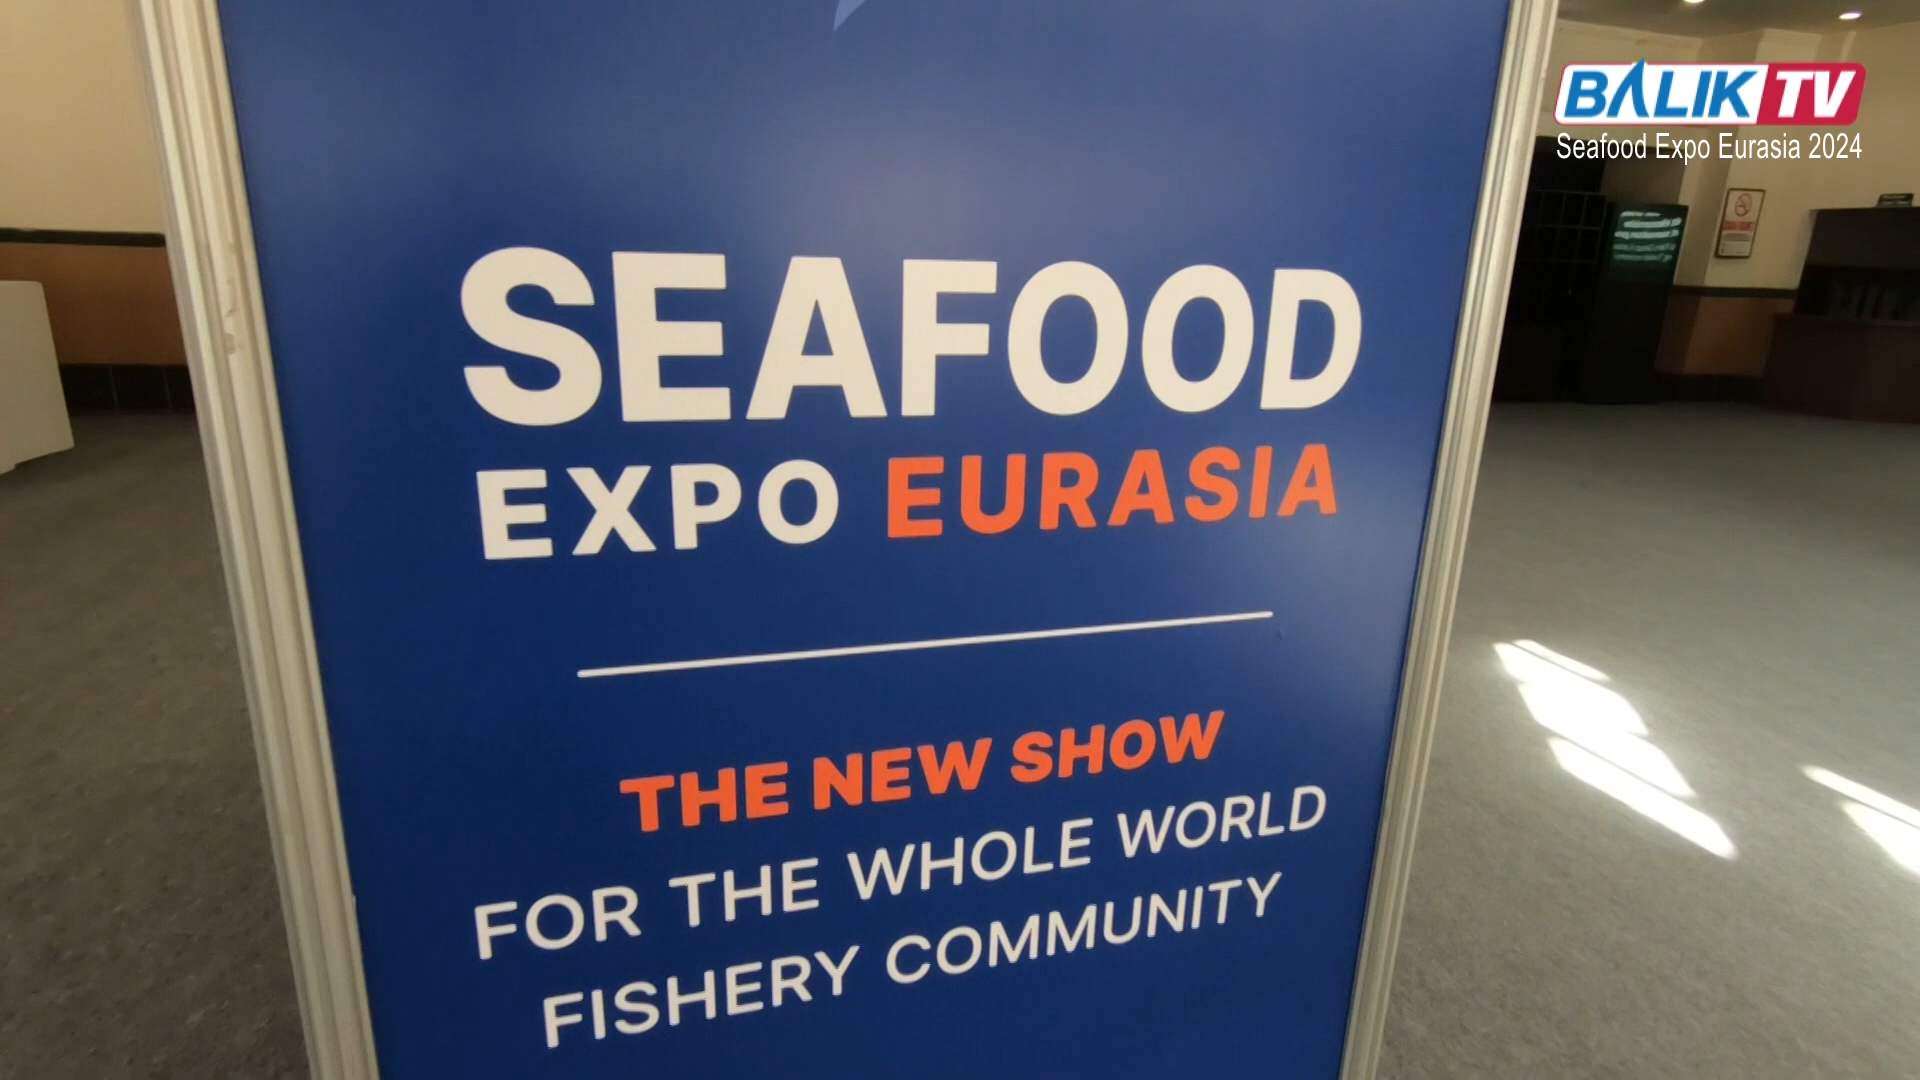 BALIK TV
Seafood Expo Eurasia 2024
SEAFOOD
EXPO EURASIA
THE NEW SHOW
FOR THE WHOLE WORLD
FISHERY COMMUNITY